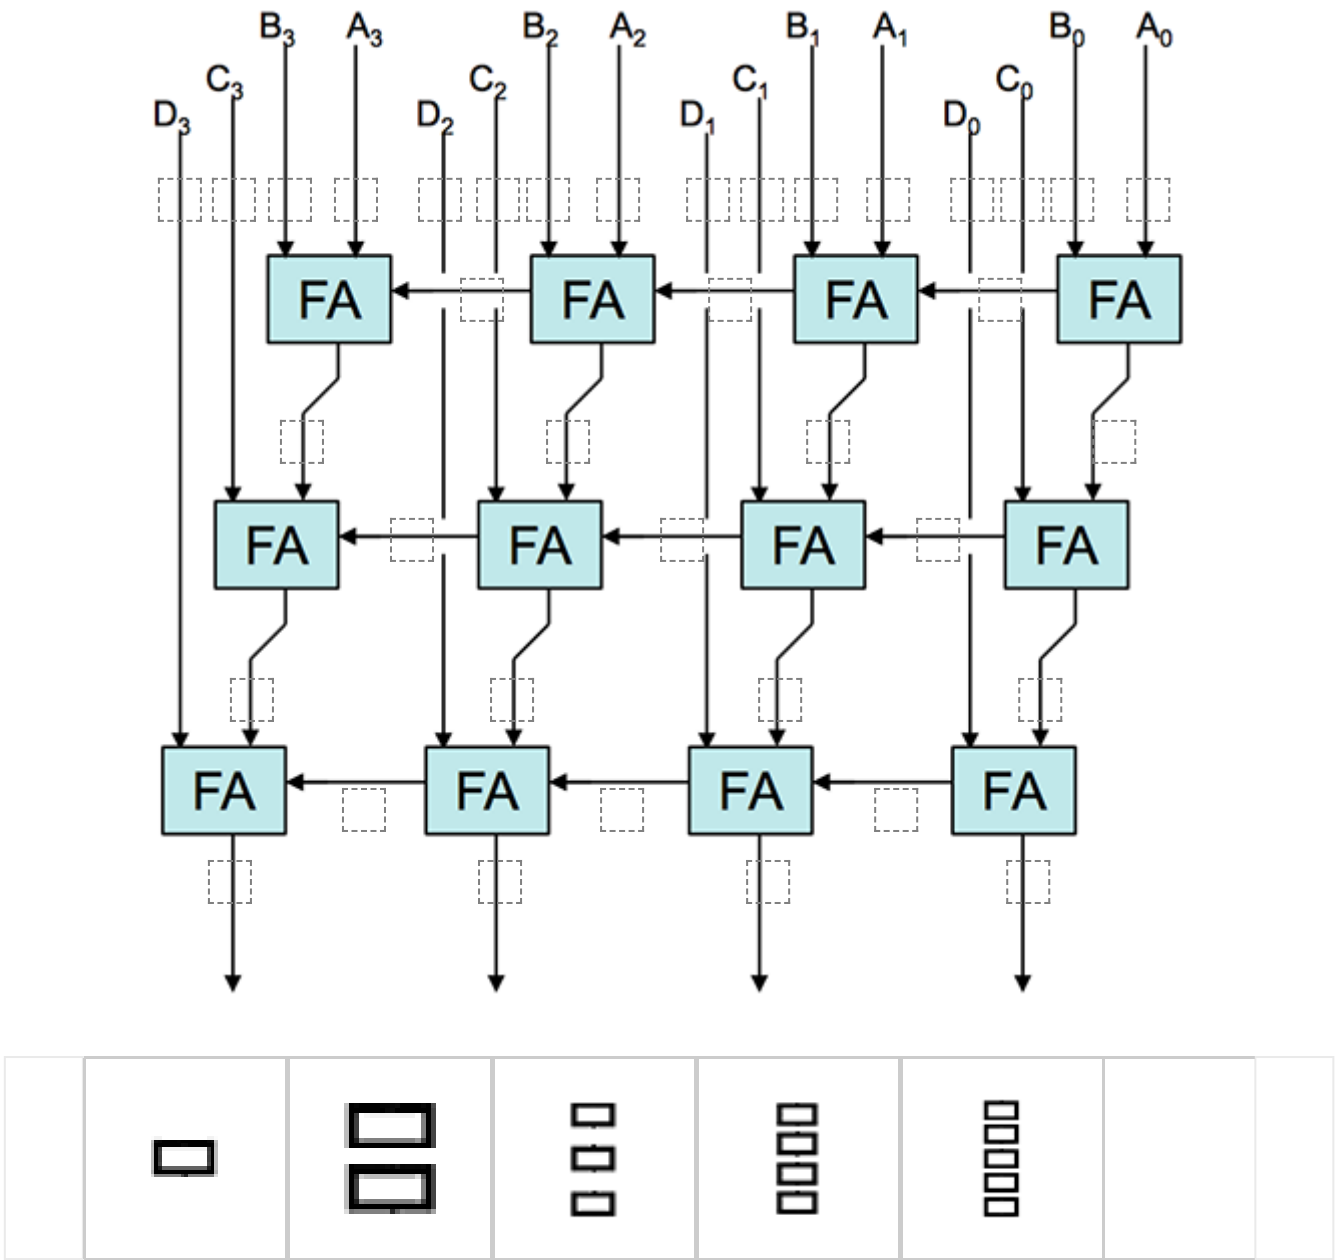 B₃ A₃ B₂ A₂ B₁ A₁ B₀ A₀
C₃ C₂ C₁ C₀
D₃ D₂ D₁ D₀
FA FA FA FA
FA FA FA FA
FA FA FA FA